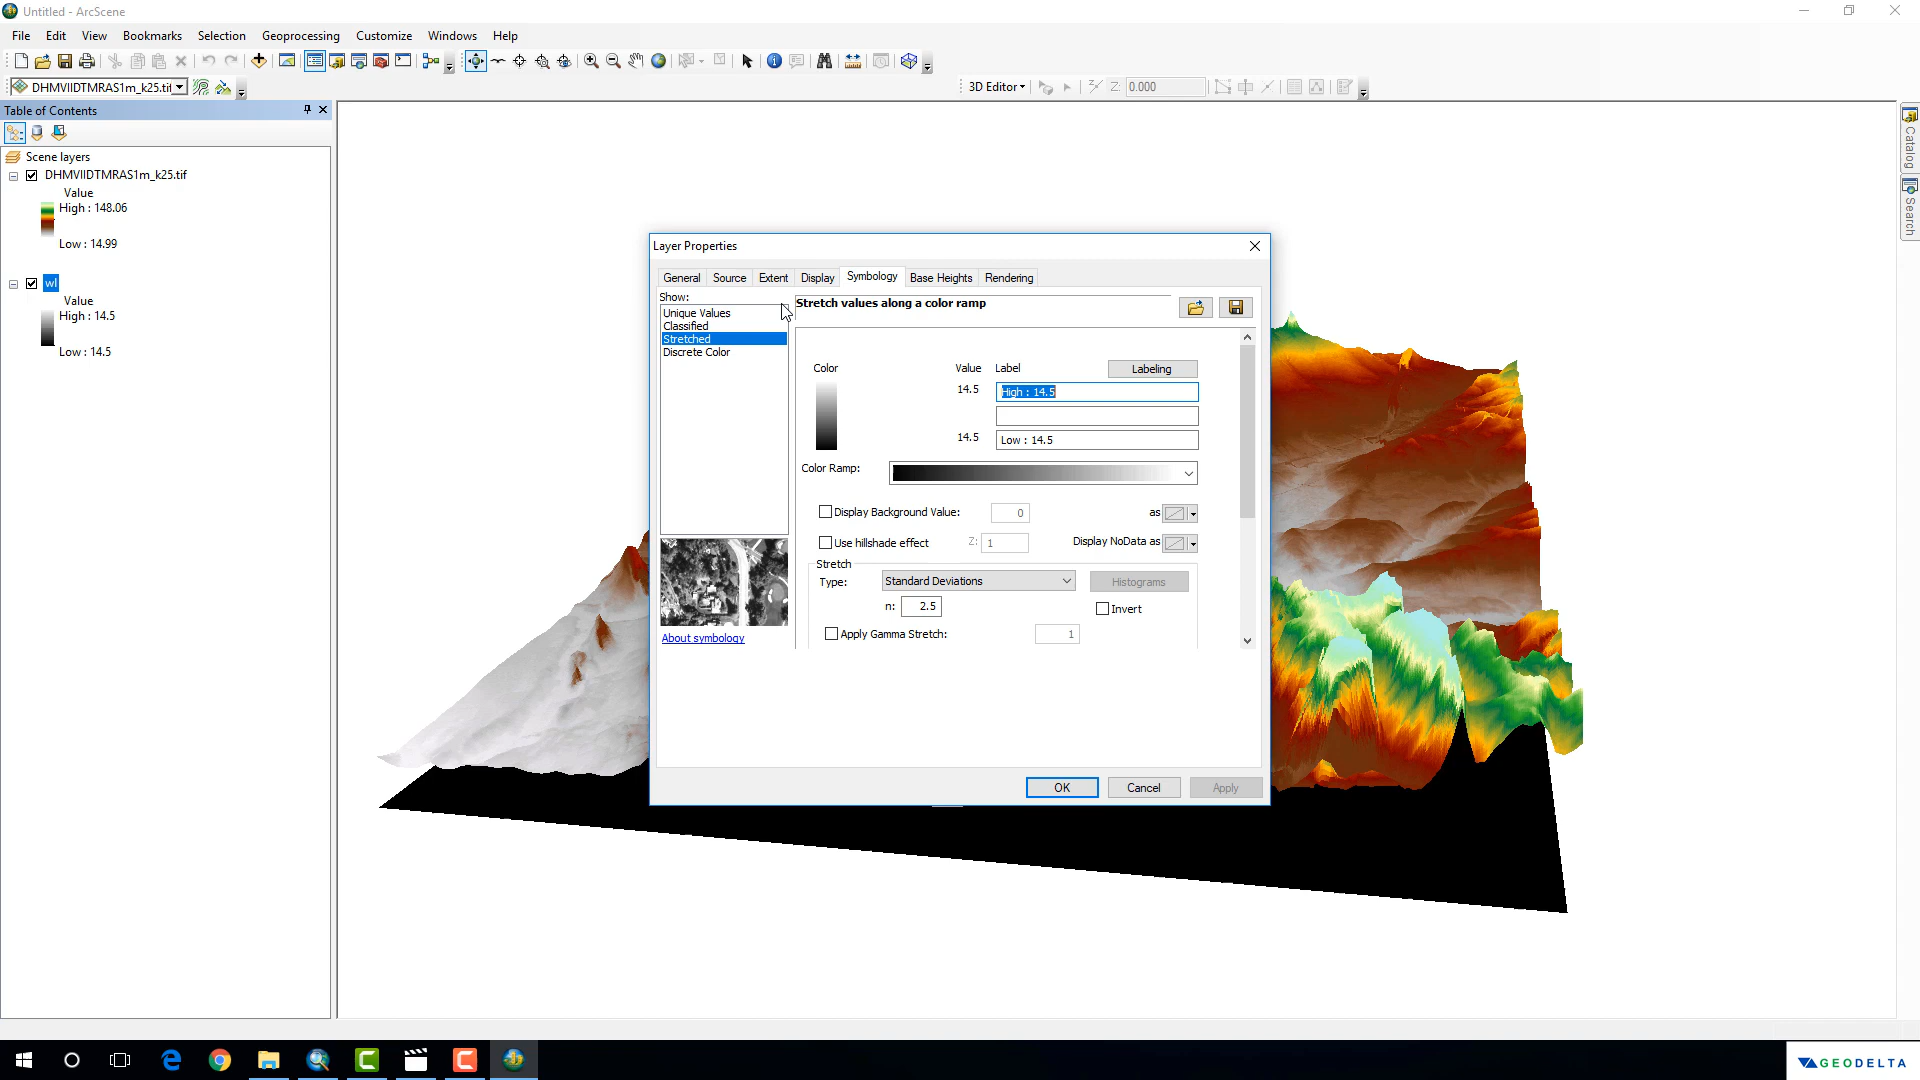 Untitled - ArcScene
File Edit View Bookmarks Selection Geoprocessing Customize Windows Help
DHMVIIDTMRAS1m_k25.tif
3D Editor Z: 0.000
Table of Contents
Scene layers
DHMVIIDTMRAS1m_k25.tif
Value
High : 148.06
Low : 14.99
wl
Value
High : 14.5
Low : 14.5
Layer Properties
General Source Extent Display Symbology Base Heights Rendering
Show:
Unique Values
Classified
Stretched
Discrete Color
About symbology
Stretch values along a color ramp
Color Value Label Labeling
14.5 High : 14.5
14.5 Low : 14.5
Color Ramp:
Display Background Value: 0 as
Use hillshade effect Z: 1 Display NoData as
Stretch
Type: Standard Deviations Histograms
n: 2.5 Invert
Apply Gamma Stretch: 1
OK Cancel Apply
Catalog
Search
GEODELTA